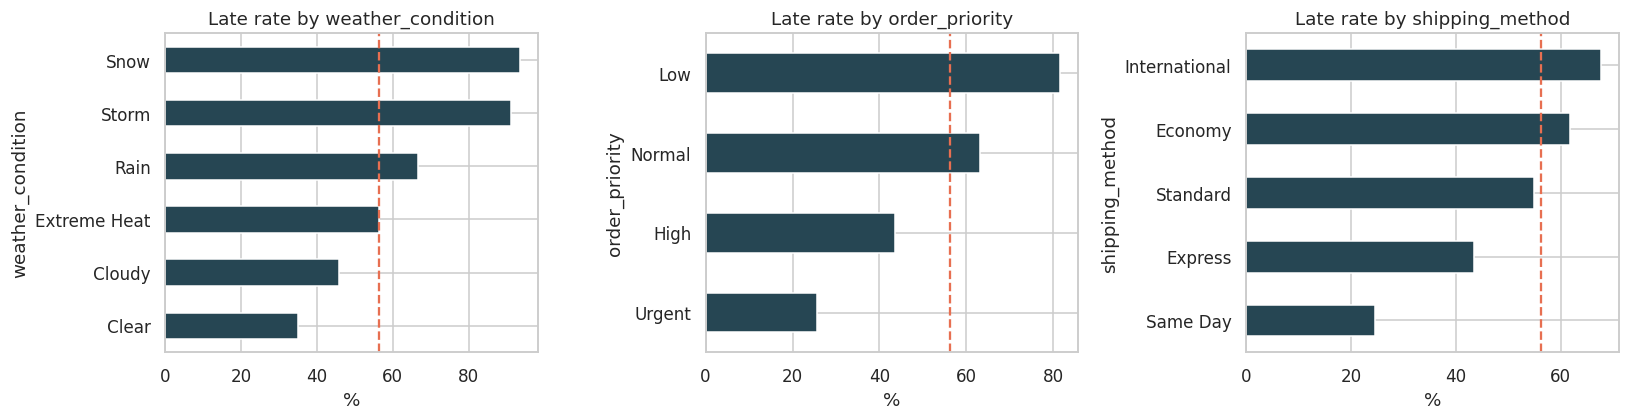 Late rate by weather_condition
weather_condition
Snow
Storm
Rain
Extreme Heat
Cloudy
Clear
0 20 40 60 80
%
Late rate by order_priority
order_priority
Low
Normal
High
Urgent
0 20 40 60 80
%
Late rate by shipping_method
shipping_method
International
Economy
Standard
Express
Same Day
0 20 40 60
%